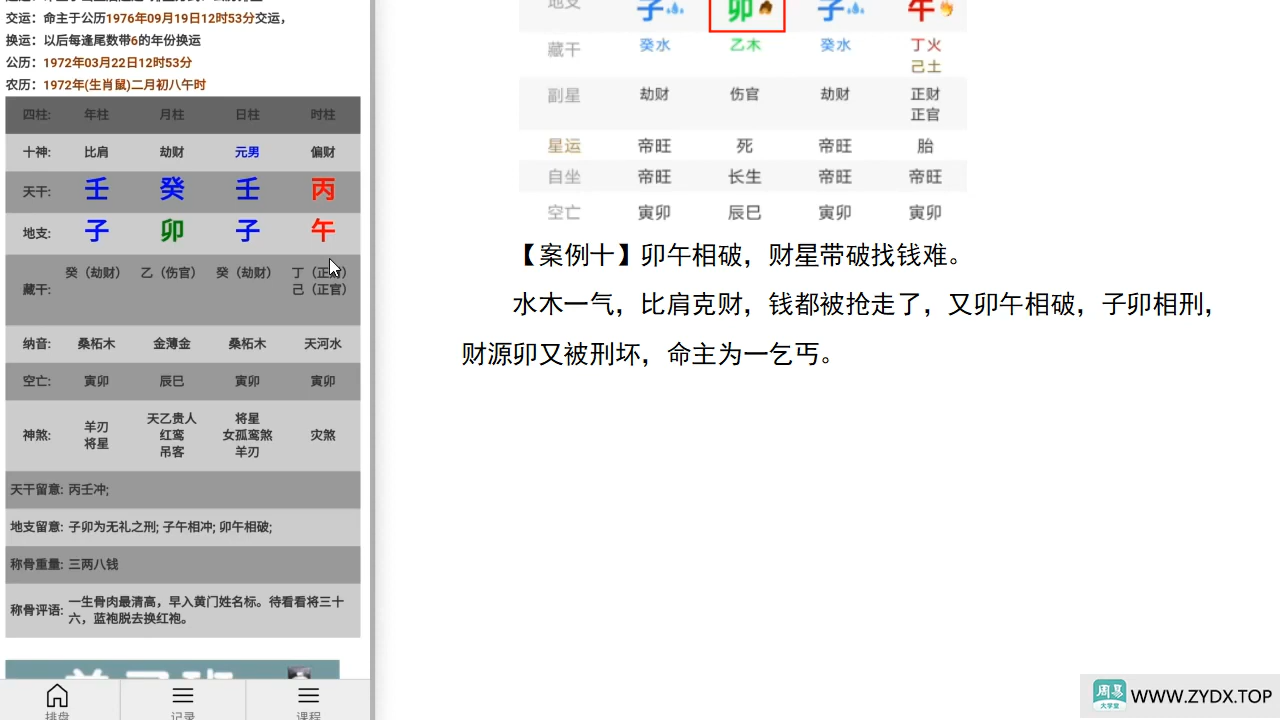 交运：命主于公历1976年09月19日12时53分交运，
换运：以后每逢尾数带6的年份换运
公历：1972年03月22日12时53分
农历：1972年(生肖鼠)二月初八午时
四柱: 年柱 月柱 日柱 时柱
十神: 比肩 劫财 元男 偏财
天干: 壬 癸 壬 丙
地支: 子 卯 子 午
藏干: 癸（劫财） 乙（伤官） 癸（劫财） 丁（正财）
己（正官）
纳音: 桑柘木 金薄金 桑柘木 天河水
空亡: 寅卯 辰巳 寅卯 寅卯
神煞: 羊刃
将星
天乙贵人
红鸾
吊客
将星
女孤鸾煞
羊刃
灾煞
天干留意: 丙壬冲;
地支留意: 子卯为无礼之刑; 子午相冲; 卯午相破;
称骨重量: 三两八钱
称骨评语: 一生骨肉最清高，早入黄门姓名标。待看看将三十
六，蓝袍脱去换红袍。
排盘 记录 课程
地支 子 卯 子 午
藏干 癸水 乙木 癸水 丁火
己土
副星 劫财 伤官 劫财 正财
正官
星运 帝旺 死 帝旺 胎
自坐 帝旺 长生 帝旺 帝旺
空亡 寅卯 辰巳 寅卯 寅卯
【案例十】卯午相破，财星带破找钱难。
水木一气，比肩克财，钱都被抢走了，又卯午相破，子卯相刑，
财源卯又被刑坏，命主为一乞丐。
周易
大学堂
WWW.ZYDX.TOP